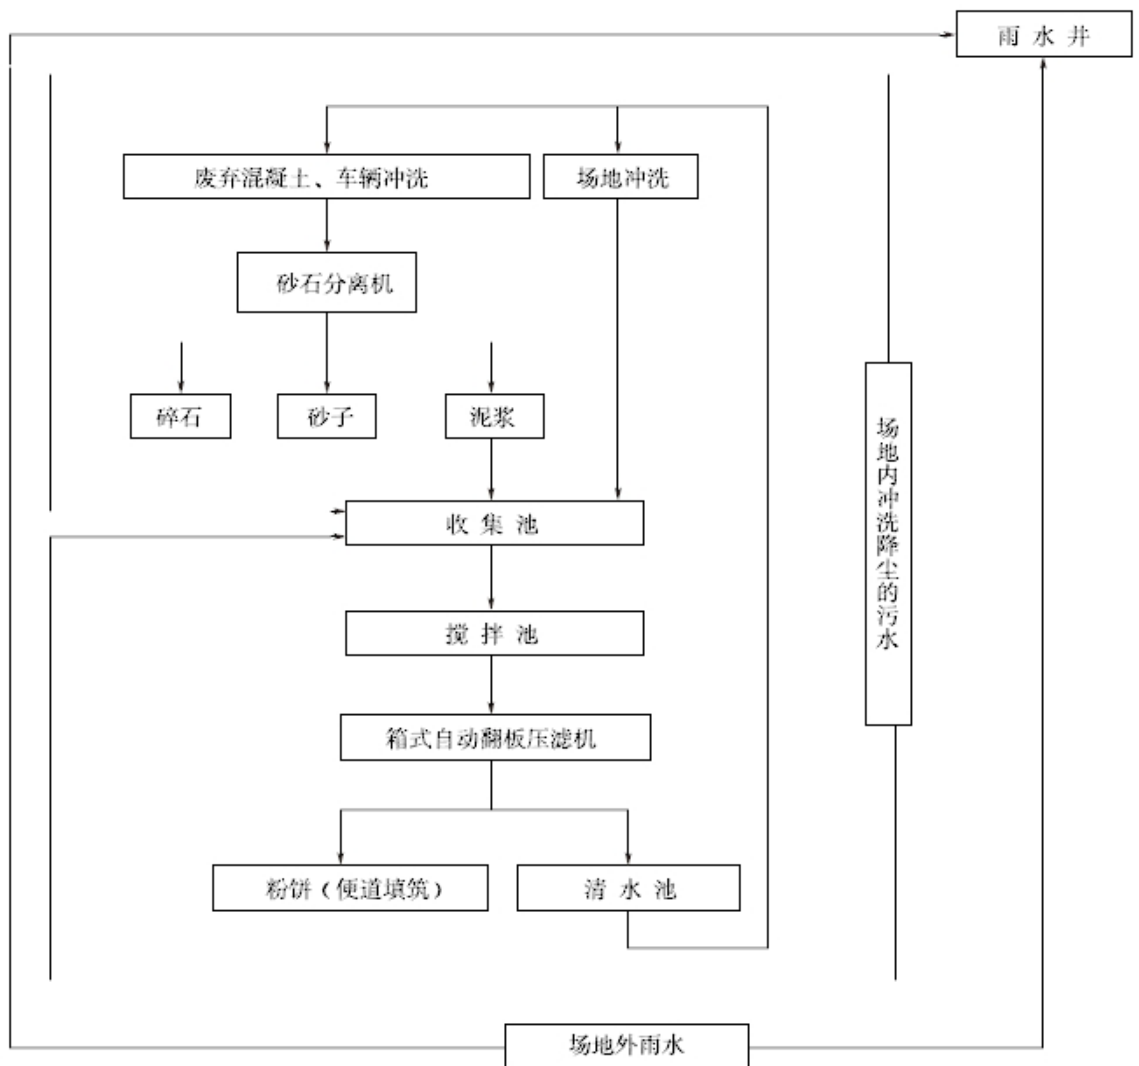 雨水井
废弃混凝土、车辆冲洗
场地冲洗
砂石分离机
碎石
砂子
泥浆
收集池
搅拌池
箱式自动翻板压滤机
粉饼（便道填筑）
清水池
场地内冲洗降尘的污水
场地外雨水